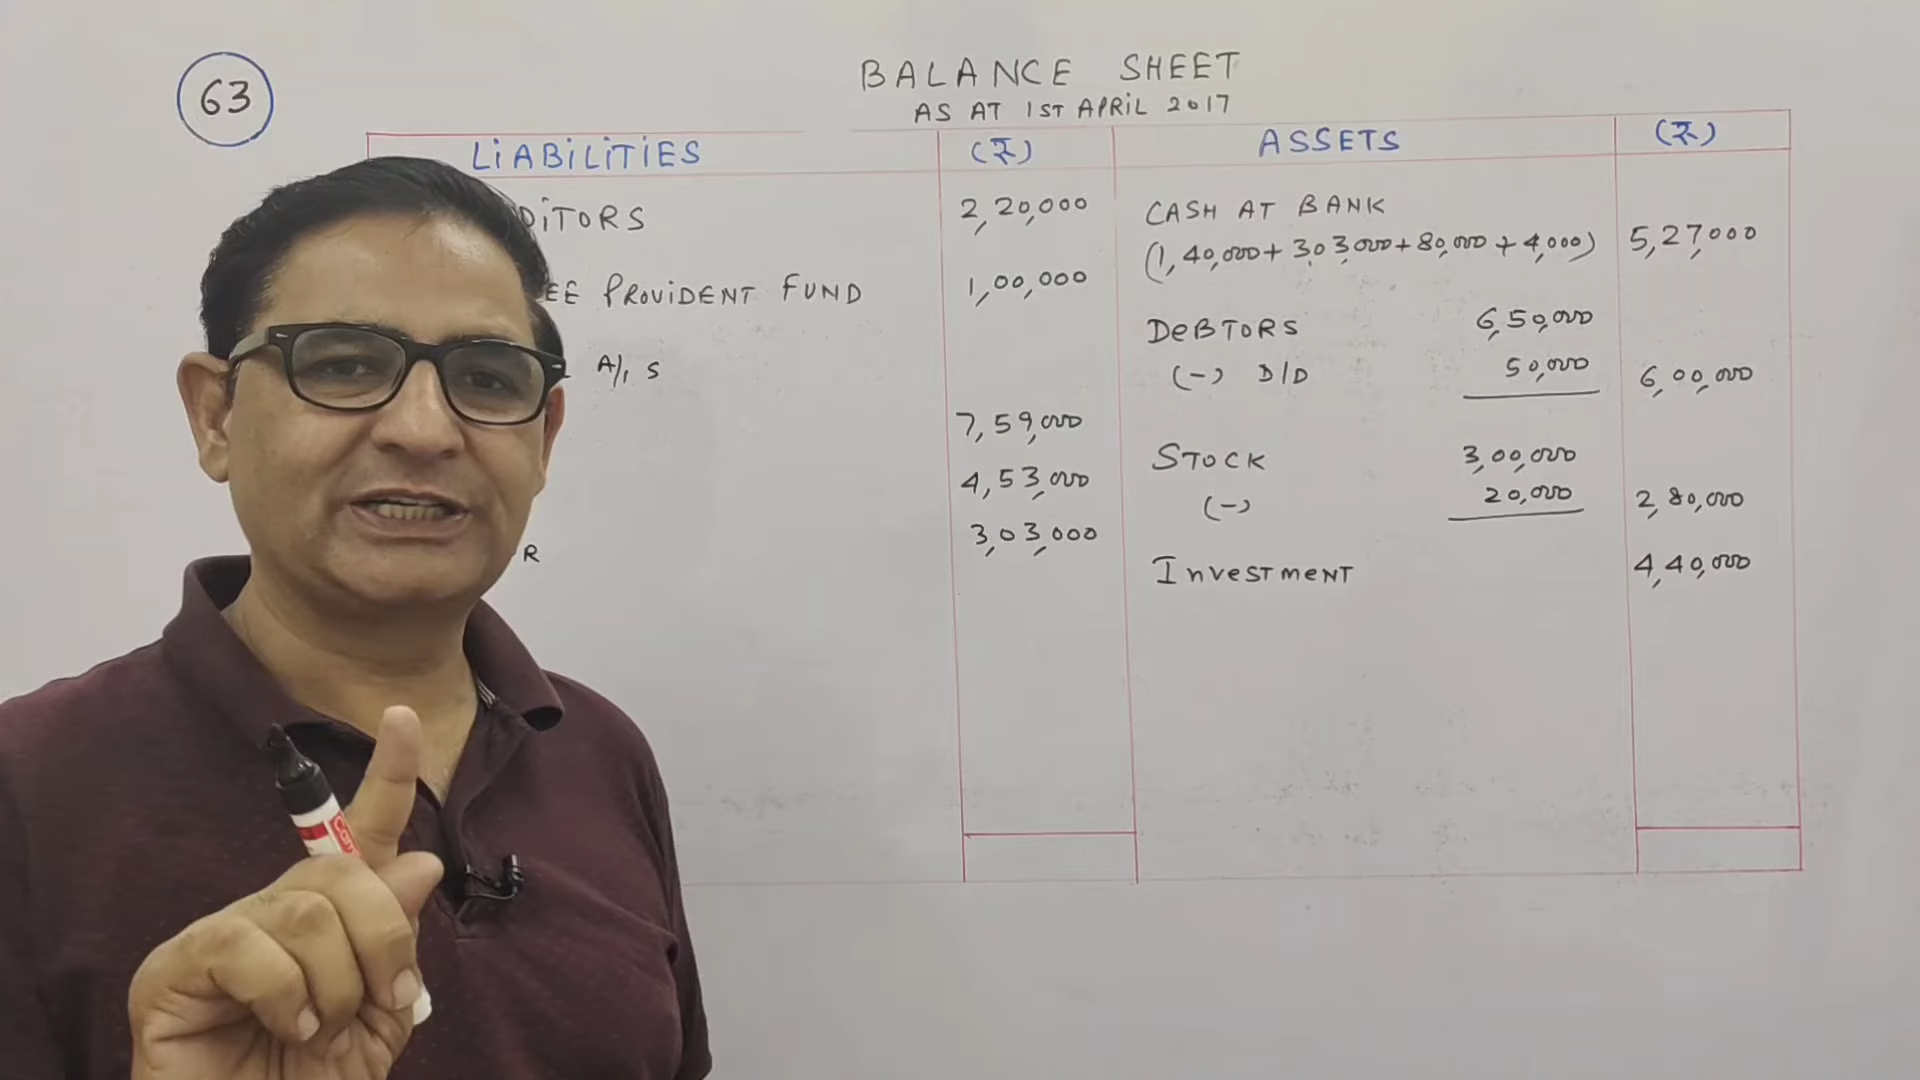 63
BALANCE SHEET
AS AT 1ST APRIL 2017
LiABiLiTiES (₹) ASSETS (₹)
DiTORS 2,20,000 CASH AT BANK
(1,40,000+303,000+80,000+4,000) 5,27,000
EE PROViDENT FUND 1,00,000
DeBTORS 6,50,000
A/, S (-) D/D 50,000 6,00,000
7,59,000
STOCK 3,00,000
4,53,000 (-) 20,000 2,80,000
R 3,03,000
InveSTmeNT 4,40,000